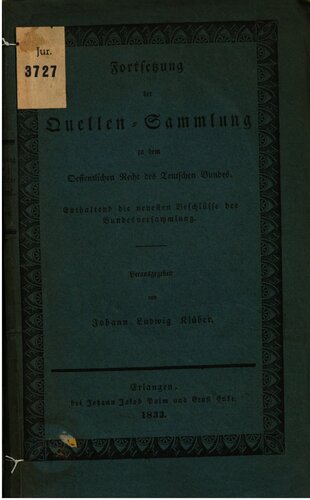 Jur.
3727
Fortsetzung
der
Quellen-Sammlung
zu dem
Oeffentlichen Recht des Teutschen Bundes.
Enthaltend die neuesten Beschlüsse der
Bundesversammlung.
Herausgegeben
von
Johann Ludwig Klüber.
Erlangen,
bei Johann Jakob Palm und Ernst Enke.
1833.